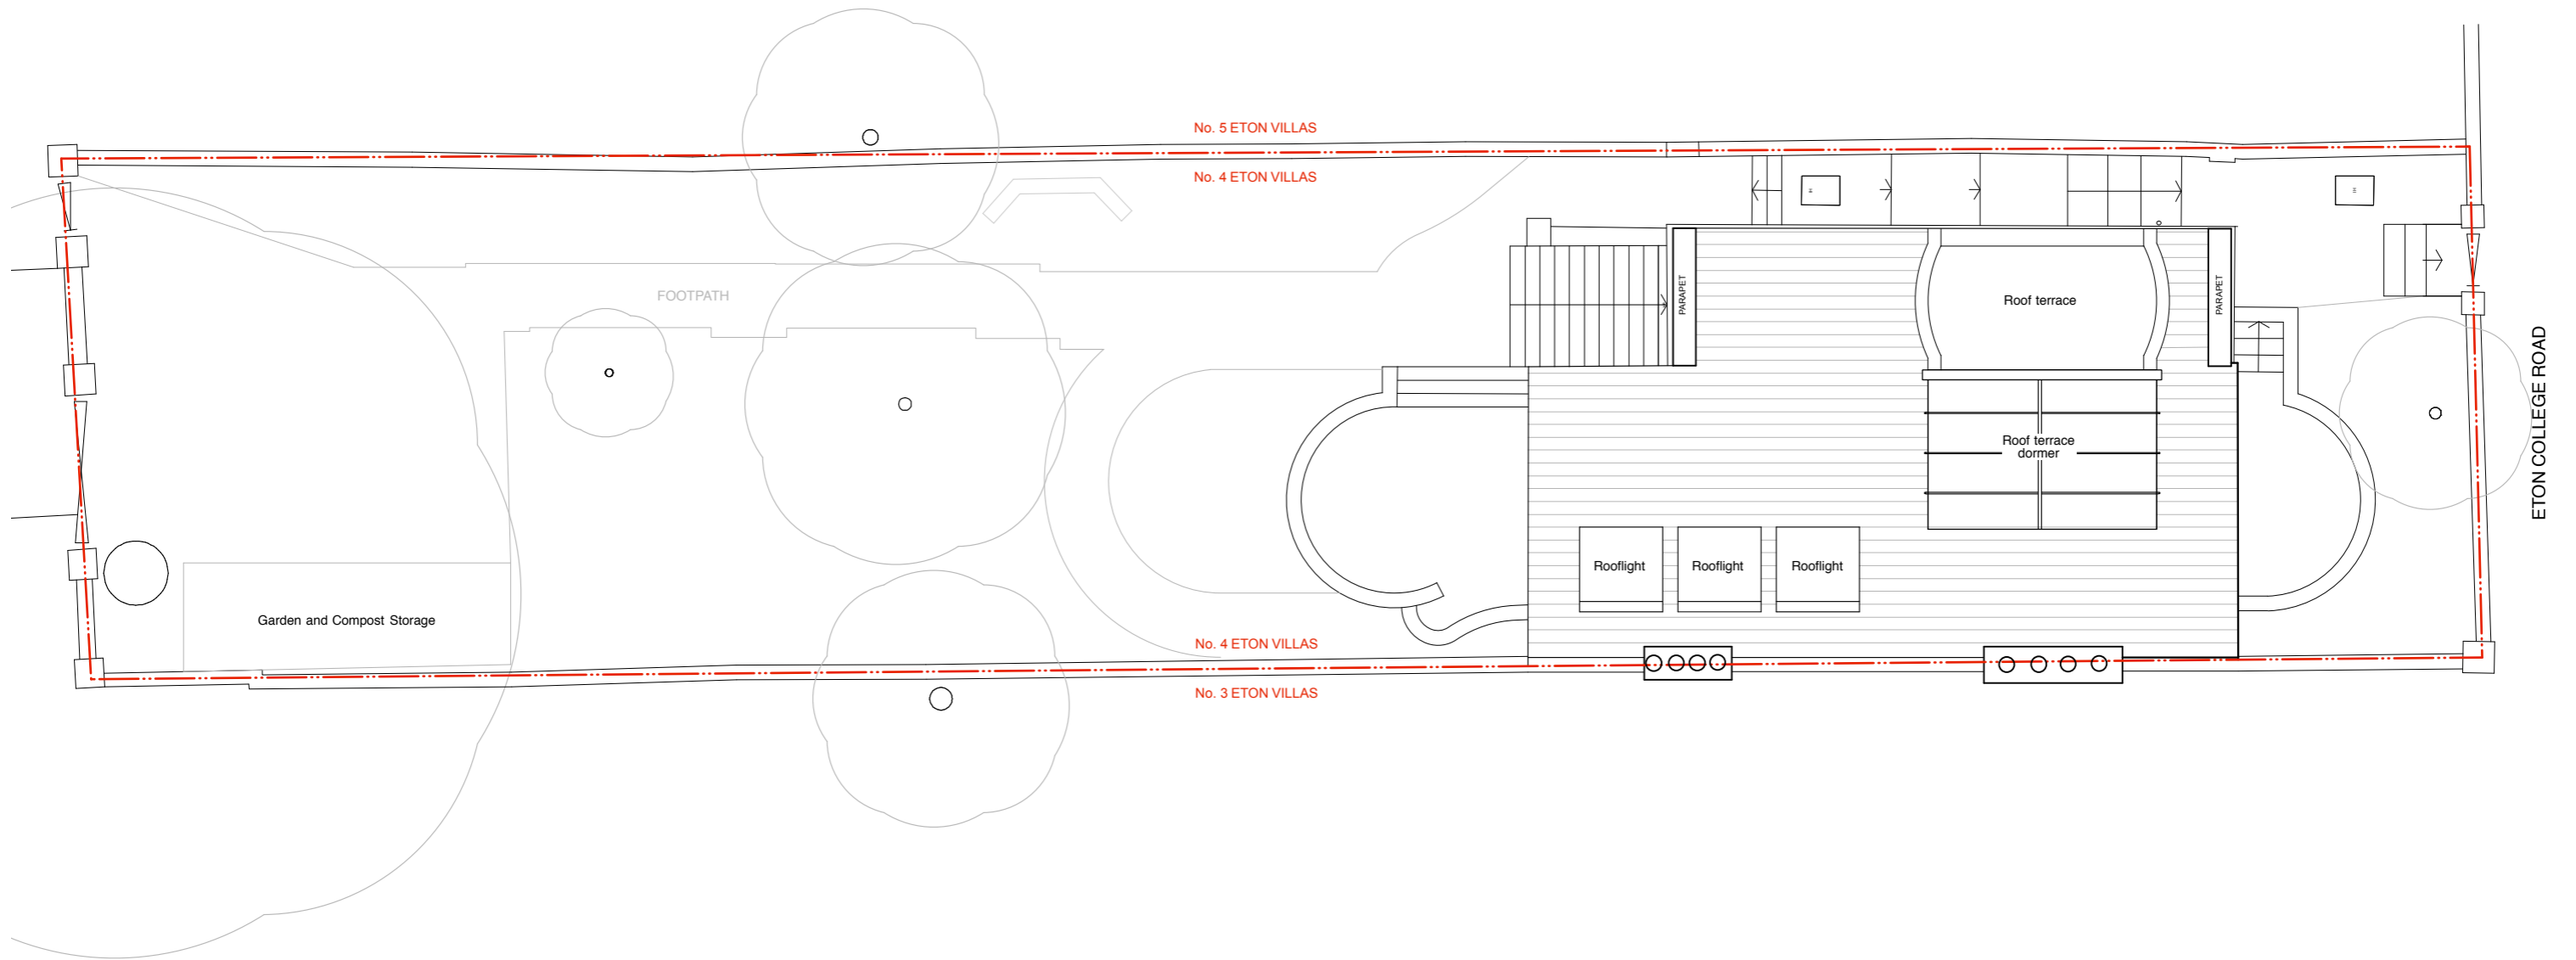 No. 5 ETON VILLAS
No. 4 ETON VILLAS
FOOTPATH
PARAPET
Roof terrace
PARAPET
ETON COLLEGE ROAD
Roof terrace
dormer
Rooflight
Rooflight
Rooflight
Garden and Compost Storage
No. 4 ETON VILLAS
No. 3 ETON VILLAS